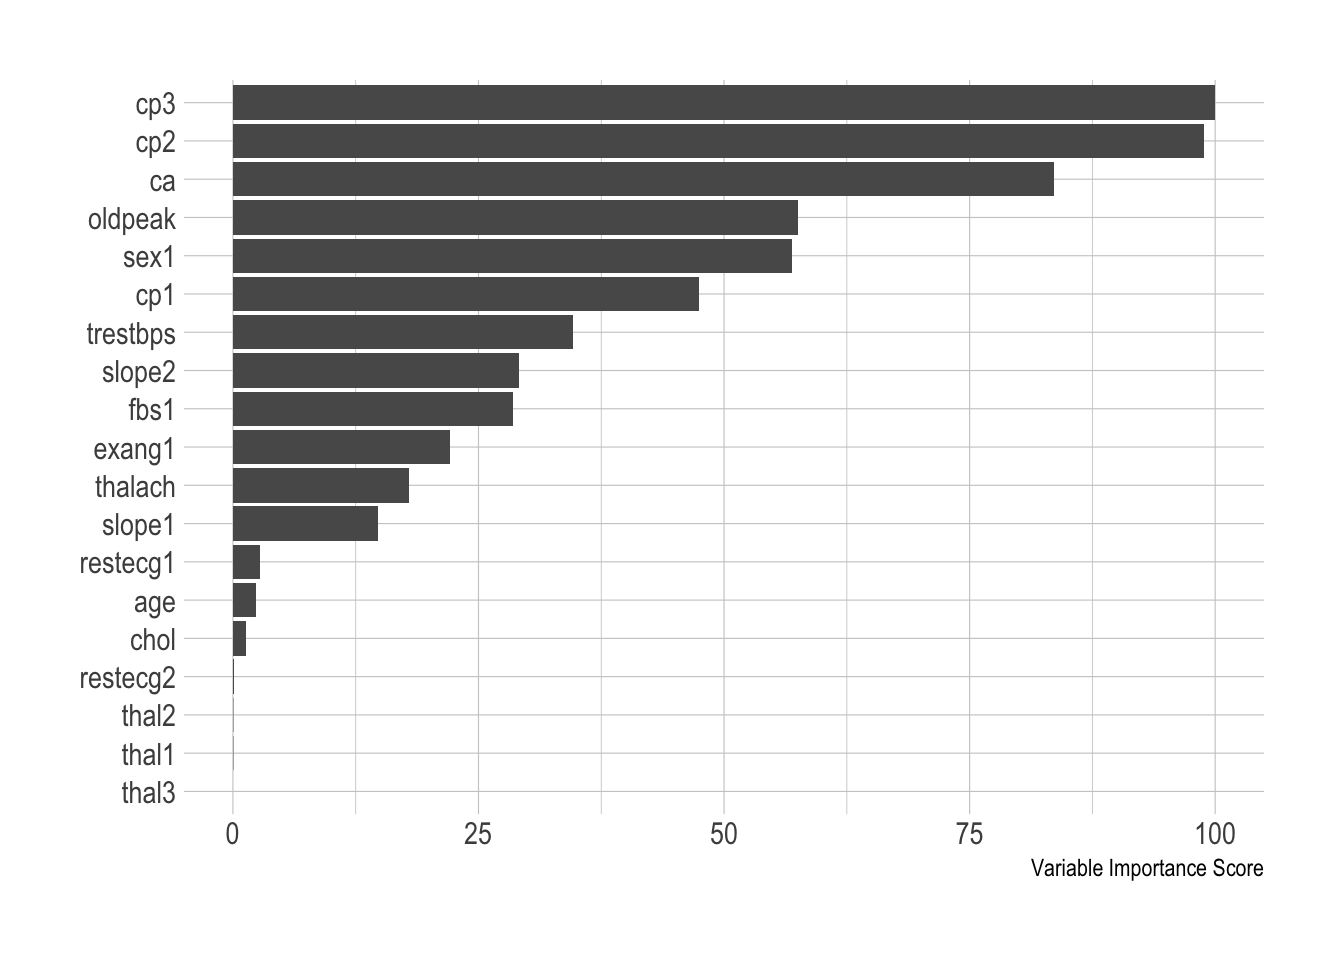 cp3
cp2
ca
oldpeak
sex1
cp1
trestbps
slope2
fbs1
exang1
thalach
slope1
restecg1
age
chol
restecg2
thal2
thal1
thal3
0 25 50 75 100
Variable Importance Score